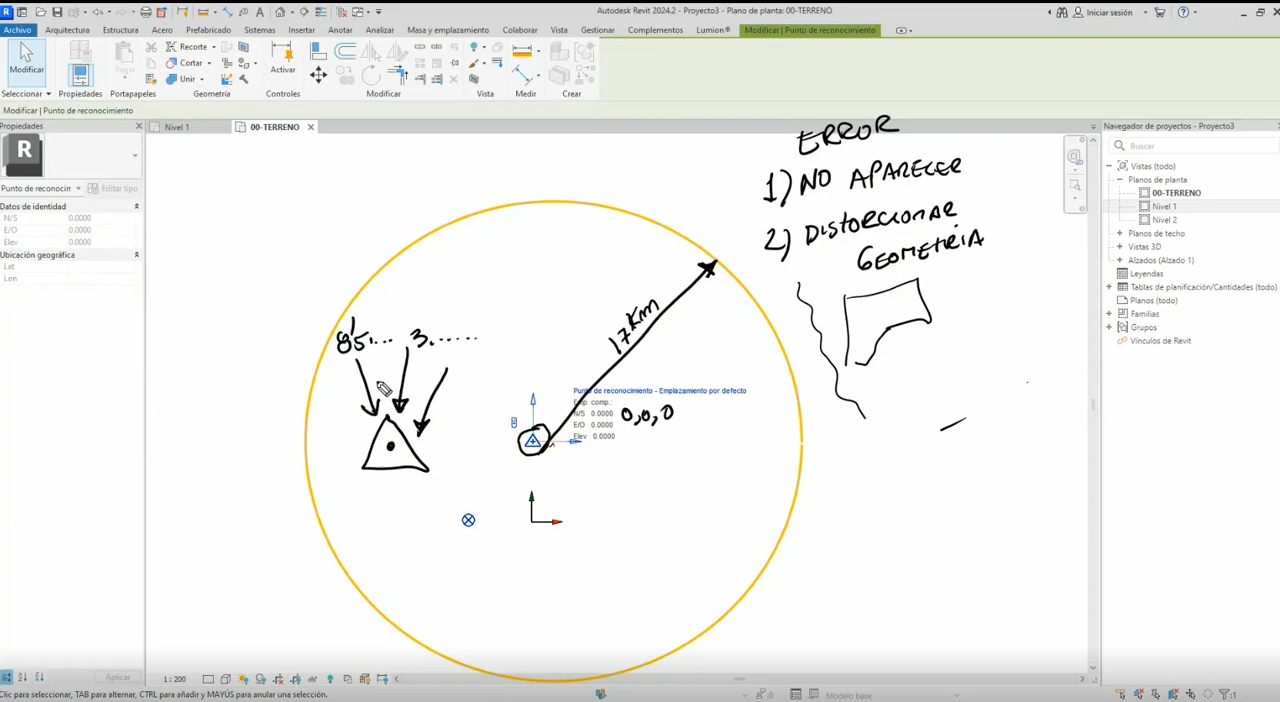 Autodesk Revit 2024.2 - Proyecto3 - Plano de planta: 00-TERRENO
Iniciar sesión
Archivo Arquitectura Estructura Acero Prefabricado Sistemas Insertar Anotar Analizar Masa y emplazamiento Colaborar Vista Gestionar Complementos Lumion® Modificar | Punto de reconocimiento
Modificar
Pegar
Recorte
Cortar
Unir
Activar
Seleccionar Propiedades Portapapeles Geometría Controles Modificar Vista Medir Crear
Modificar | Punto de reconocimiento
Propiedades
R
Punto de reconocin
Editar tipo
Datos de identidad
N/S 0.0000
E/O 0.0000
Elev 0.0000
Ubicación geográfica
Lat
Lon
Aplicar
Nivel 1
00-TERRENO
ERROR
1) NO APARECER
2) DISTORCIONAR
GEOMETRÍA
17Km
85... 3.......
Punto de reconocimiento - Emplazamiento por defecto
Emp. comp.:
N/S 0.0000
E/O 0.0000
Elev 0.0000
0,0,0
Navegador de proyectos - Proyecto3
Buscar
Vistas (todo)
Planos de planta
00-TERRENO
Nivel 1
Nivel 2
Planos de techo
Vistas 3D
Alzados (Alzado 1)
Leyendas
Tablas de planificación/Cantidades (todo)
Planos (todo)
Familias
Grupos
Vínculos de Revit
1 : 200
Clic para seleccionar, TAB para alternar, CTRL para añadir y MAYÚS para anular una selección.
:0
Modelo base
:1